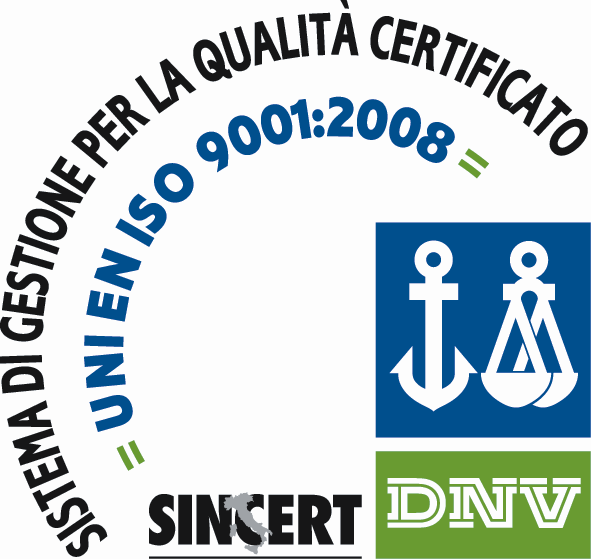 SISTEMA DI GESTIONE PER LA QUALITÀ CERTIFICATO
= UNI EN ISO 9001:2008 =
SINCERT
DNV